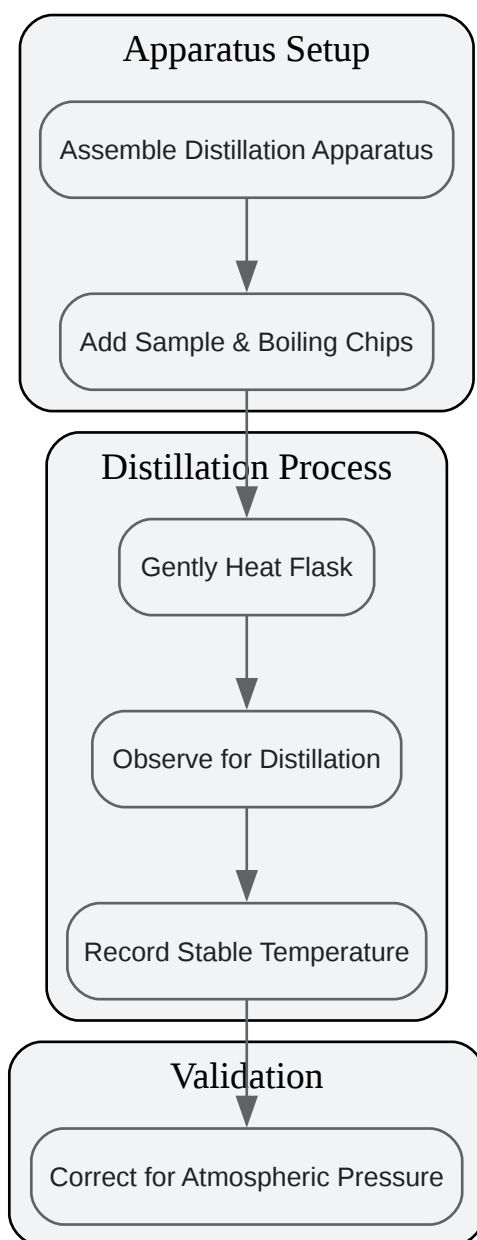 Apparatus Setup
Assemble Distillation Apparatus
Add Sample & Boiling Chips
Distillation Process
Gently Heat Flask
Observe for Distillation
Record Stable Temperature
Validation
Correct for Atmospheric Pressure